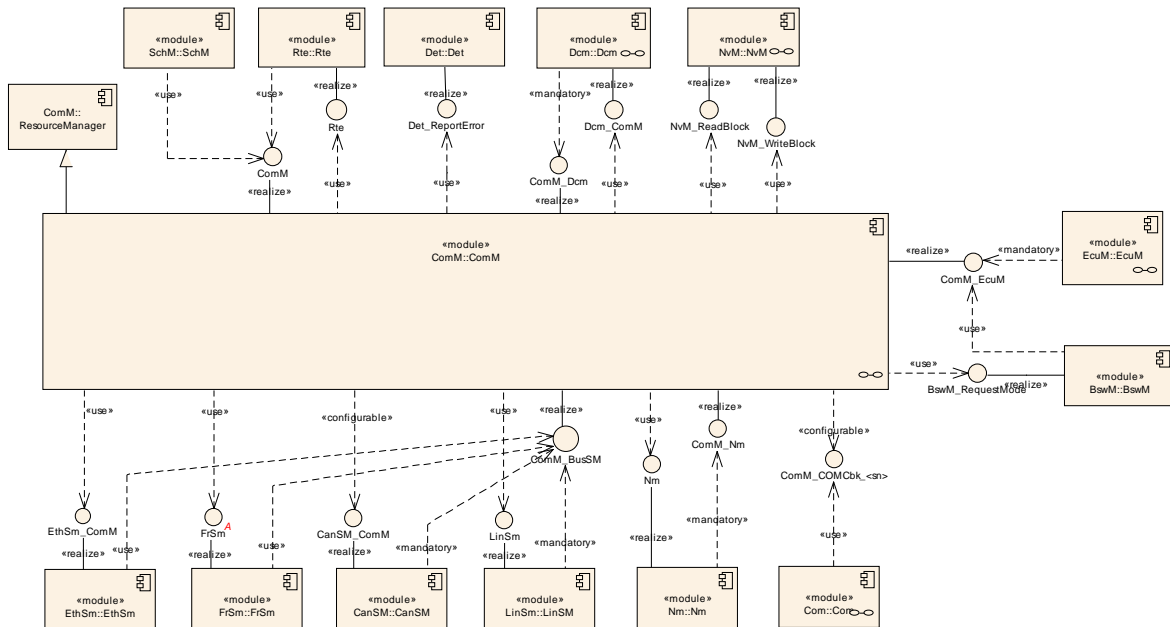 «module»
SchM::SchM
«module»
Rte::Rte
«module»
Det::Det
«module»
Dcm::Dcm
«module»
NvM::NvM
ComM::
ResourceManager
«use»
«use»
«realize»
«realize»
«mandatory»
«realize»
«realize»
«realize»
Rte
Det_ReportError
Dcm_ComM
NvM_ReadBlock
NvM_WriteBlock
ComM
ComM_Dcm
«realize»
«use»
«use»
«realize»
«use»
«use»
«use»
«module»
ComM::ComM
«realize»
«mandatory»
ComM_EcuM
«module»
EcuM::EcuM
«use»
«use»
BswM_RequestMode
«realize»
«module»
BswM::BswM
«use»
«use»
«configurable»
«use»
«realize»
«use»
«realize»
«configurable»
ComM_BusSM
ComM_Nm
Nm
ComM_COMCbk_<sn>
EthSm_ComM
FrSm
A
CanSM_ComM
LinSm
«realize»
«use»
«realize»
«use»
«realize»
«mandatory»
«realize»
«mandatory»
«realize»
«mandatory»
«use»
«module»
EthSm::EthSm
«module»
FrSm::FrSm
«module»
CanSM::CanSM
«module»
LinSm::LinSM
«module»
Nm::Nm
«module»
Com::Com